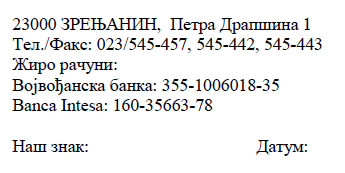 23000 ЗРЕЊАНИН, Петра Драпшина 1
Тел./Факс: 023/545-457, 545-442, 545-443
Жиро рачуни:
Војвођанска банка: 355-1006018-35
Banca Intesa: 160-35663-78
Наш знак: Датум: